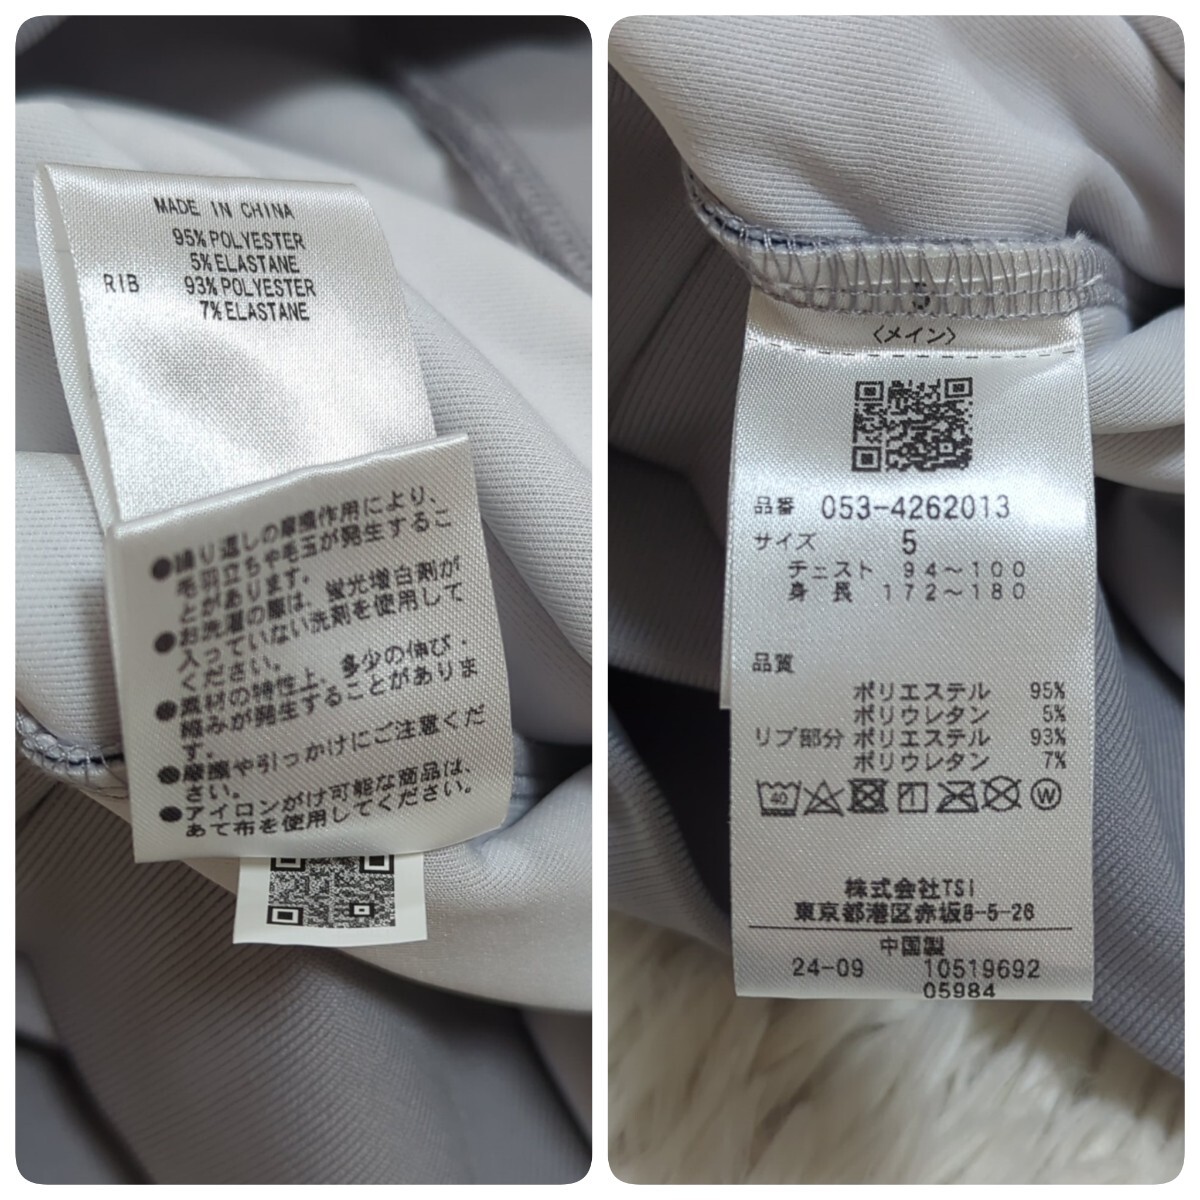 MADE IN CHINA
95% POLYESTER
5% ELASTANE
RIB 93% POLYESTER
7% ELASTANE
●繰り返しの摩擦作用により、
毛羽立ちや毛玉が発生するこ
とがあります。
●お洗濯の際は、蛍光増白剤が
入っていない洗剤を使用して
ください。
●素材の特性上、多少の伸び・
縮みが発生することがありま
す。
●摩擦や引っかけにご注意くだ
さい。
●アイロンがけ可能な商品は、
あて布を使用してください。
5
〈メイン〉
品番 053-4262013
サイズ 5
チェスト 94～100
身長 172～180
品質
ポリエステル 95%
ポリウレタン 5%
リブ部分 ポリエステル 93%
ポリウレタン 7%
40 W
株式会社TSI
東京都港区赤坂8-5-26
中国製
24-09 10519692
05984